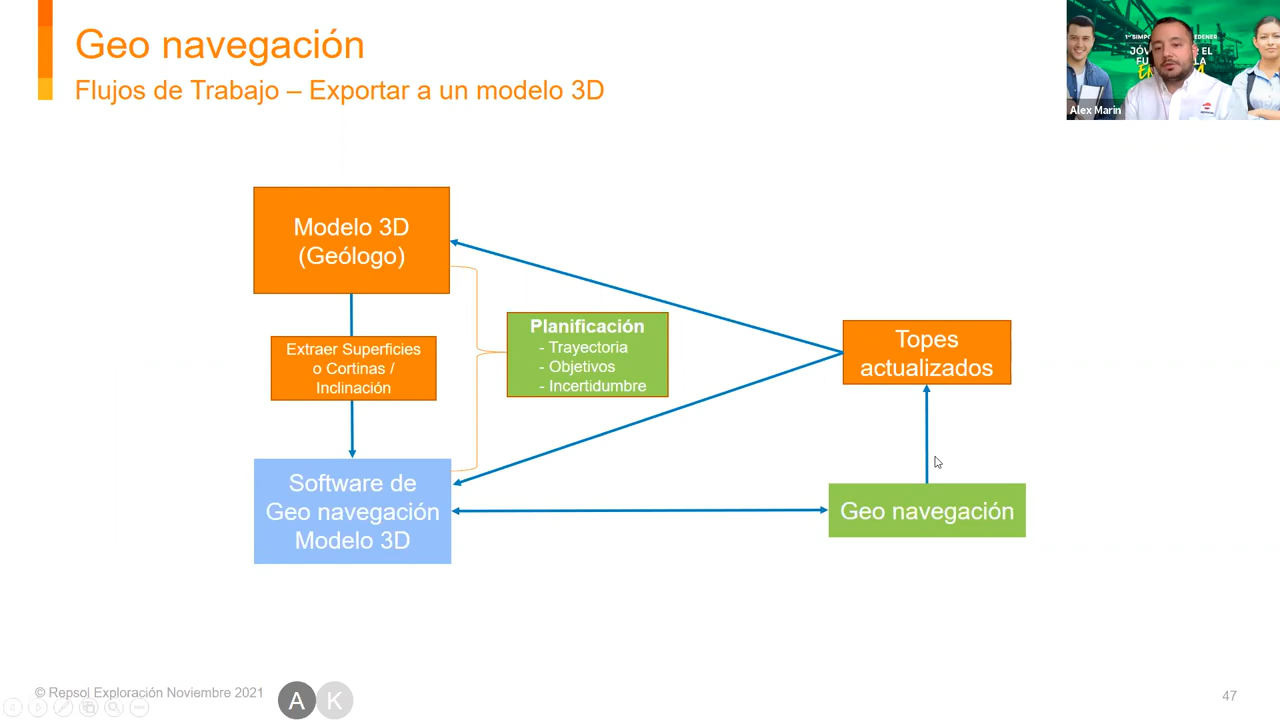 Geo navegación
Flujos de Trabajo – Exportar a un modelo 3D
Alex Marin
Modelo 3D
(Geólogo)
Extraer Superficies
o Cortinas /
Inclinación
Planificación
- Trayectoria
- Objetivos
- Incertidumbre
Topes
actualizados
Software de
Geo navegación
Modelo 3D
Geo navegación
© Repsol Exploración Noviembre 2021
A
K
47